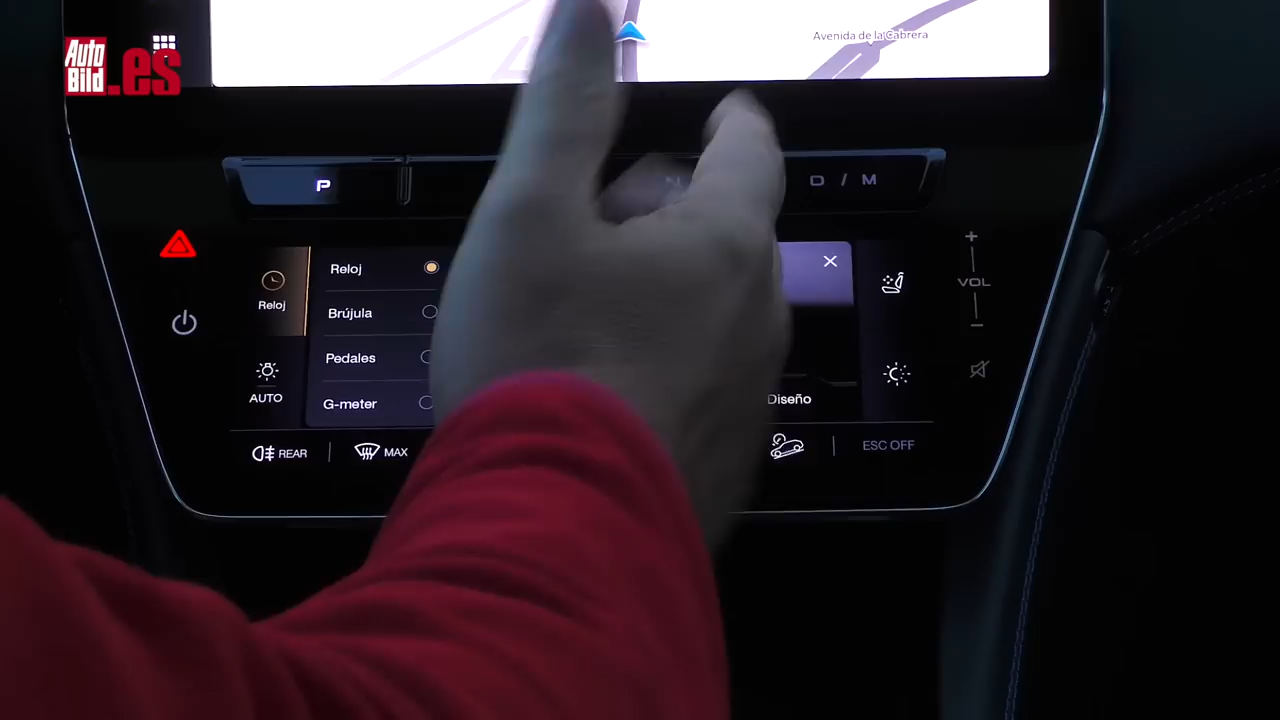 Auto
Bild
.es
Avenida de la Cabrera
P
N
D / M
Reloj
Brújula
Pedales
G-meter
Reloj
AUTO
Diseño
+
VOL
-
REAR
MAX
ESC OFF